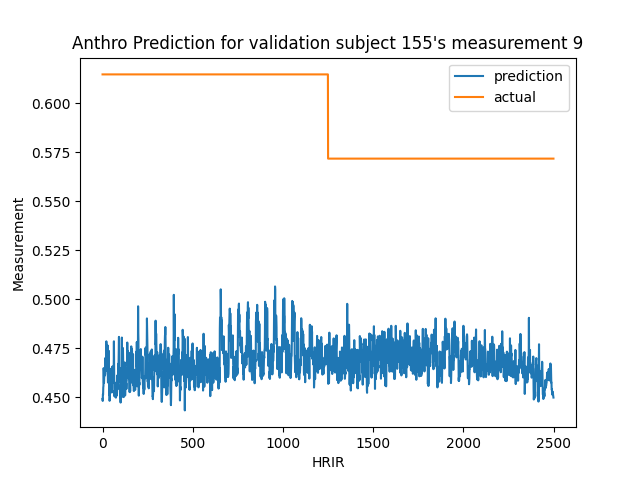 Anthro Prediction for validation subject 155's measurement 9
prediction
actual
Measurement
0.600
0.575
0.550
0.525
0.500
0.475
0.450
0 500 1000 1500 2000 2500
HRIR